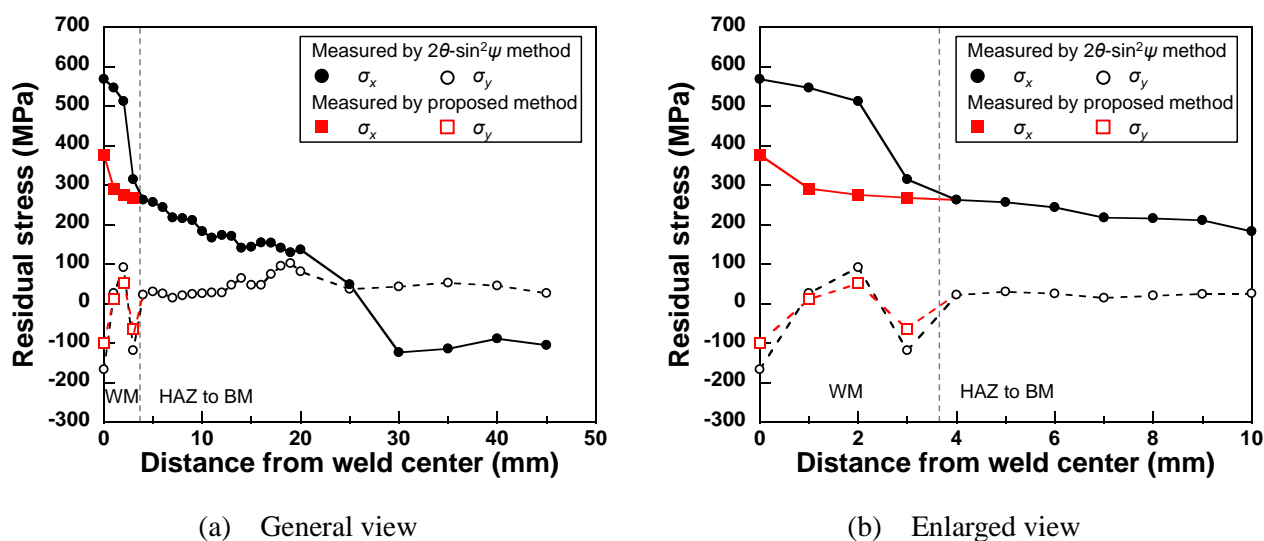 700
600
500
400
300
200
100
0
-100
-200
-300
Residual stress (MPa)
Measured by 2θ-sin²ψ method
σx σy
Measured by proposed method
σx σy
WM HAZ to BM
0 10 20 30 40 50
Distance from weld center (mm)
(a) General view
700
600
500
400
300
200
100
0
-100
-200
-300
Residual stress (MPa)
Measured by 2θ-sin²ψ method
σx σy
Measured by proposed method
σx σy
WM HAZ to BM
0 2 4 6 8 10
Distance from weld center (mm)
(b) Enlarged view